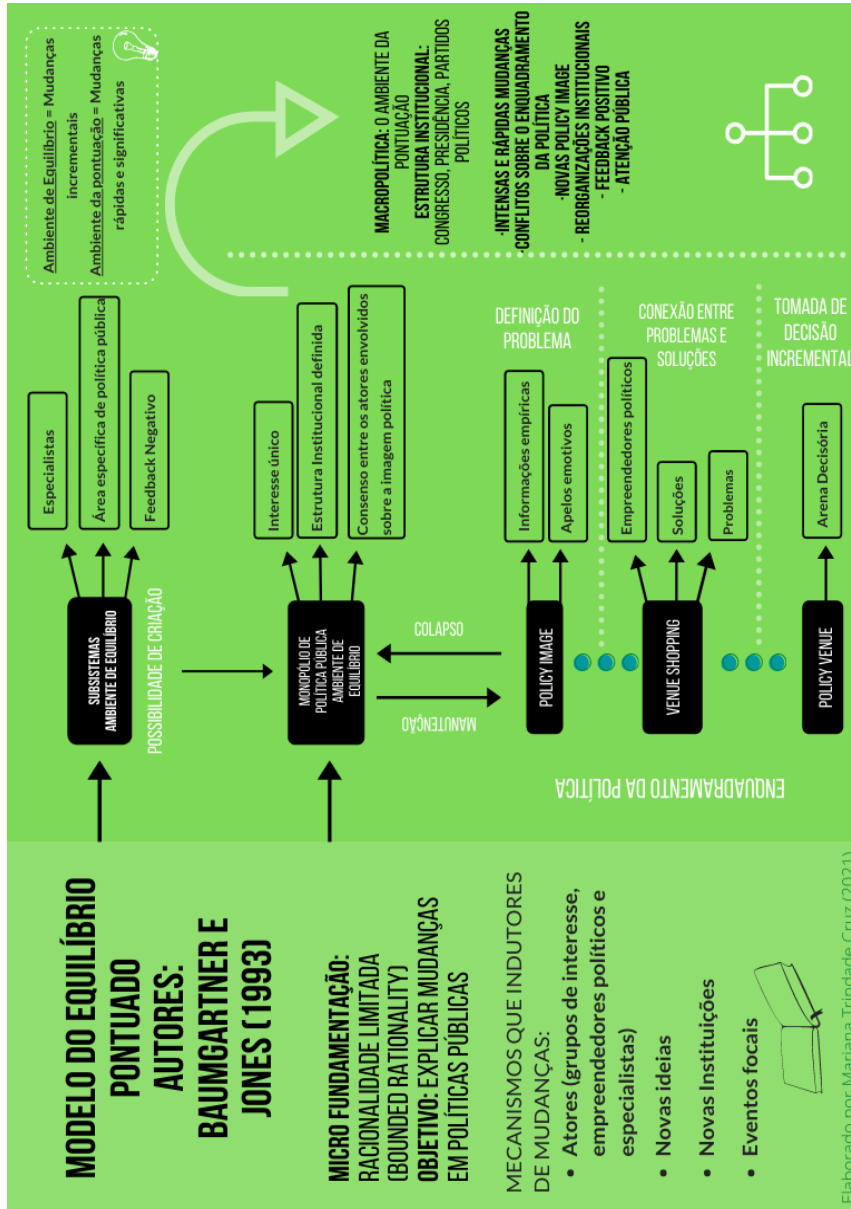 MODELO DO EQUILÍBRIO
PONTUADO
AUTORES:
BAUMGARTNER E
JONES (1993)
MICRO FUNDAMENTAÇÃO:
RACIONALIDADE LIMITADA
(BOUNDED RATIONALITY)
OBJETIVO: EXPLICAR MUDANÇAS
EM POLÍTICAS PÚBLICAS
MECANISMOS QUE INDUTORES
DE MUDANÇAS:
• Atores (grupos de interesse,
empreendedores políticos e
especialistas)
• Novas ideias
• Novas Instituições
• Eventos focais
Elaborado por Mariana Trindade Cruz (2021)
SUBSISTEMAS
AMBIENTE DE EQUILÍBRIO
Especialistas
Área específica de política pública
Feedback Negativo
POSSIBILIDADE DE CRIAÇÃO
MONOPÓLIO DE
POLÍTICA PÚBLICA
AMBIENTE DE
EQUILÍBRIO
Interesse único
Estrutura Institucional definida
Consenso entre os atores envolvidos
sobre a imagem política
MANUTENÇÃO
COLAPSO
ENQUADRAMENTO DA POLÍTICA
POLICY IMAGE
Informações empíricas
Apelos emotivos
DEFINIÇÃO DO
PROBLEMA
VENUE SHOPPING
Empreendedores políticos
Soluções
Problemas
CONEXÃO ENTRE
PROBLEMAS E
SOLUÇÕES
POLICY VENUE
Arena Decisória
TOMADA DE
DECISÃO
INCREMENTAL
Ambiente de Equilíbrio = Mudanças
incrementais
Ambiente da pontuação = Mudanças
rápidas e significativas
MACROPOLÍTICA: O AMBIENTE DA
PONTUAÇÃO
ESTRUTURA INSTITUCIONAL:
CONGRESSO, PRESIDÊNCIA, PARTIDOS
POLÍTICOS
·INTENSAS E RÁPIDAS MUDANÇAS
·CONFLITOS SOBRE O ENQUADRAMENTO
DA POLÍTICA
·NOVAS POLICY IMAGE
- REORGANIZAÇÕES INSTITUCIONAIS
- FEEDBACK POSITIVO
- ATENÇÃO PÚBLICA